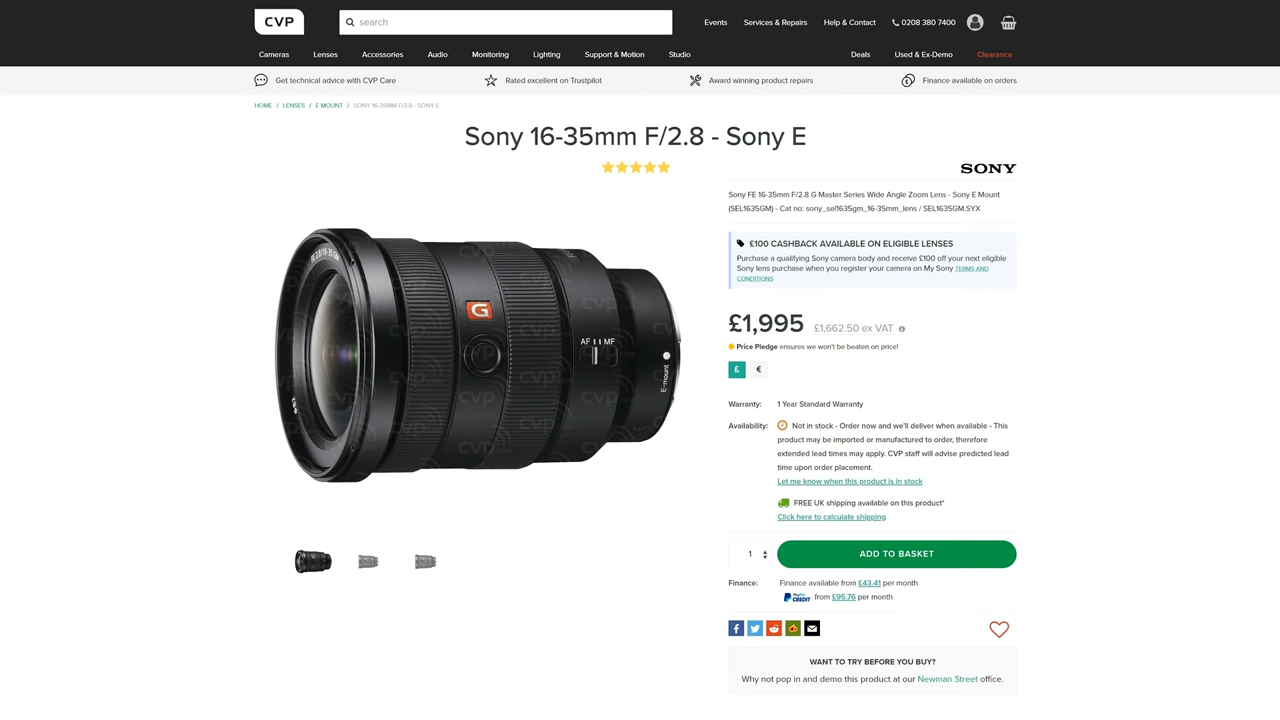 CVP
search
Events
Services & Repairs
Help & Contact
0208 380 7400
Cameras
Lenses
Accessories
Audio
Monitoring
Lighting
Support & Motion
Studio
Deals
Used & Ex-Demo
Clearance
Get technical advice with CVP Care
Rated excellent on Trustpilot
Award winning product repairs
Finance available on orders
HOME / LENSES / E MOUNT / SONY 16-35MM F/2.8 - SONY E
Sony 16-35mm F/2.8 - Sony E
SONY
Sony FE 16-35mm F/2.8 G Master Series Wide Angle Zoom Lens - Sony E Mount
(SEL1635GM) - Cat no: sony_sel1635gm_16-35mm_lens / SEL1635GM.SYX
£100 CASHBACK AVAILABLE ON ELIGIBLE LENSES
Purchase a qualifying Sony camera body and receive £100 off your next eligible
Sony lens purchase when you register your camera on My Sony TERMS AND
CONDITIONS
G
AF MF
E-mount
£1,995 £1,662.50 ex VAT
Price Pledge ensures we won't be beaten on price!
£ €
Warranty: 1 Year Standard Warranty
Availability: Not in stock - Order now and we'll deliver when available - This
product may be imported or manufactured to order, therefore
extended lead times may apply. CVP staff will advise predicted lead
time upon order placement.
Let me know when this product is in stock
FREE UK shipping available on this product*
Click here to calculate shipping
1
ADD TO BASKET
Finance: Finance available from £43.41 per month
PayPal CREDIT from £95.76 per month
WANT TO TRY BEFORE YOU BUY?
Why not pop in and demo this product at our Newman Street office.